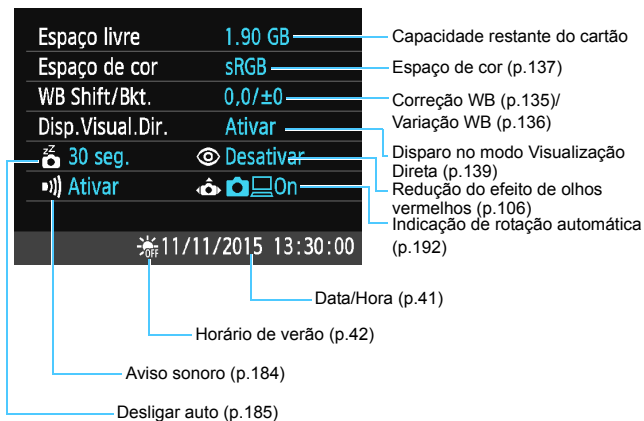 Espaço livre 1.90 GB
Espaço de cor sRGB
WB Shift/Bkt. 0,0/±0
Disp.Visual.Dir. Ativar
zZ 30 seg. Desativar
Ativar On
OFF 11/11/2015 13:30:00
Capacidade restante do cartão
Espaço de cor (p.137)
Correção WB (p.135)/
Variação WB (p.136)
Disparo no modo Visualização
Direta (p.139)
Redução do efeito de olhos
vermelhos (p.106)
Indicação de rotação automática
(p.192)
Data/Hora (p.41)
Horário de verão (p.42)
Aviso sonoro (p.184)
Desligar auto (p.185)